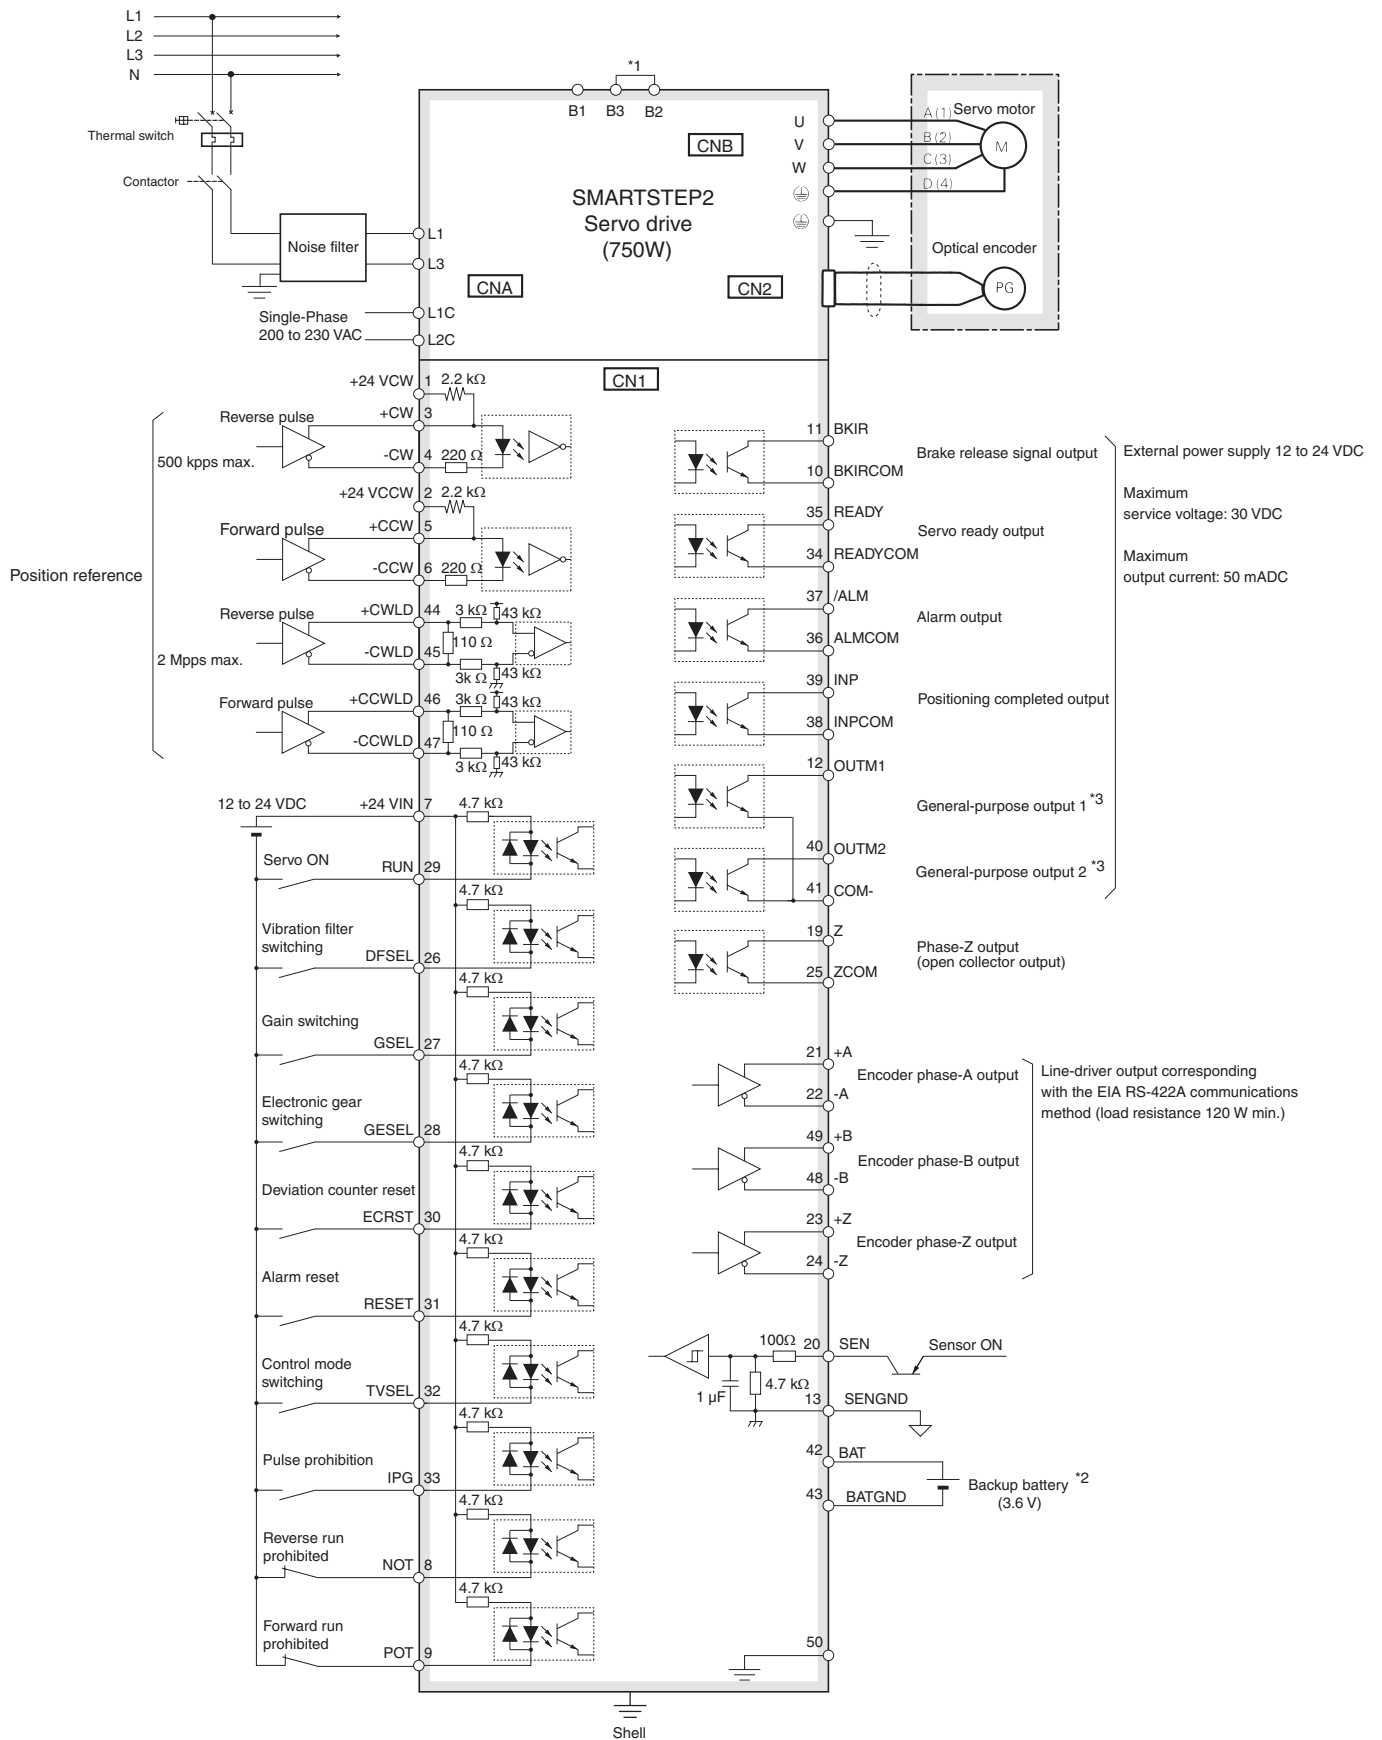 L1
L2
L3
N
Thermal switch
Contactor
Noise filter
L1
L3
Single-Phase
200 to 230 VAC
L1C
L2C
*1
B1 B3 B2
CNB
SMARTSTEP2
Servo drive
(750W)
CNA
CN2
U
V
W
A (1)
B (2)
C (3)
D (4)
Servo motor
M
Optical encoder
PG
CN1
Position reference
500 kpps max.
2 Mpps max.
+24 VCW 1 2.2 kΩ
Reverse pulse
+CW 3
-CW 4 220 Ω
+24 VCCW 2 2.2 kΩ
Forward pulse
+CCW 5
-CCW 6 220 Ω
Reverse pulse
+CWLD 44 3 kΩ 43 kΩ
110 Ω
-CWLD 45
3k Ω 43 kΩ
Forward pulse
+CCWLD 46 3k Ω 43 kΩ
110 Ω
-CCWLD 47
3 kΩ 43 kΩ
12 to 24 VDC
+24 VIN 7 4.7 kΩ
Servo ON
RUN 29
4.7 kΩ
Vibration filter
switching
DFSEL 26
4.7 kΩ
Gain switching
GSEL 27
4.7 kΩ
Electronic gear
switching
GESEL 28
4.7 kΩ
Deviation counter reset
ECRST 30
4.7 kΩ
Alarm reset
RESET 31
4.7 kΩ
Control mode
switching
TVSEL 32
4.7 kΩ
Pulse prohibition
IPG 33
4.7 kΩ
Reverse run
prohibited
NOT 8
4.7 kΩ
Forward run
prohibited
POT 9
11 BKIR
Brake release signal output
10 BKIRCOM
35 READY
Servo ready output
34 READYCOM
37 /ALM
Alarm output
36 ALMCOM
39 INP
Positioning completed output
38 INPCOM
12 OUTM1
General-purpose output 1 *3
40 OUTM2
General-purpose output 2 *3
41 COM-
19 Z
Phase-Z output
(open collector output)
25 ZCOM
External power supply 12 to 24 VDC
Maximum
service voltage: 30 VDC
Maximum
output current: 50 mADC
21 +A
Encoder phase-A output
22 -A
49 +B
Encoder phase-B output
48 -B
23 +Z
Encoder phase-Z output
24 -Z
Line-driver output corresponding
with the EIA RS-422A communications
method (load resistance 120 W min.)
100Ω 20 SEN
Sensor ON
4.7 kΩ
1 μF
13 SENGND
42 BAT
Backup battery *2
(3.6 V)
43 BATGND
50
Shell